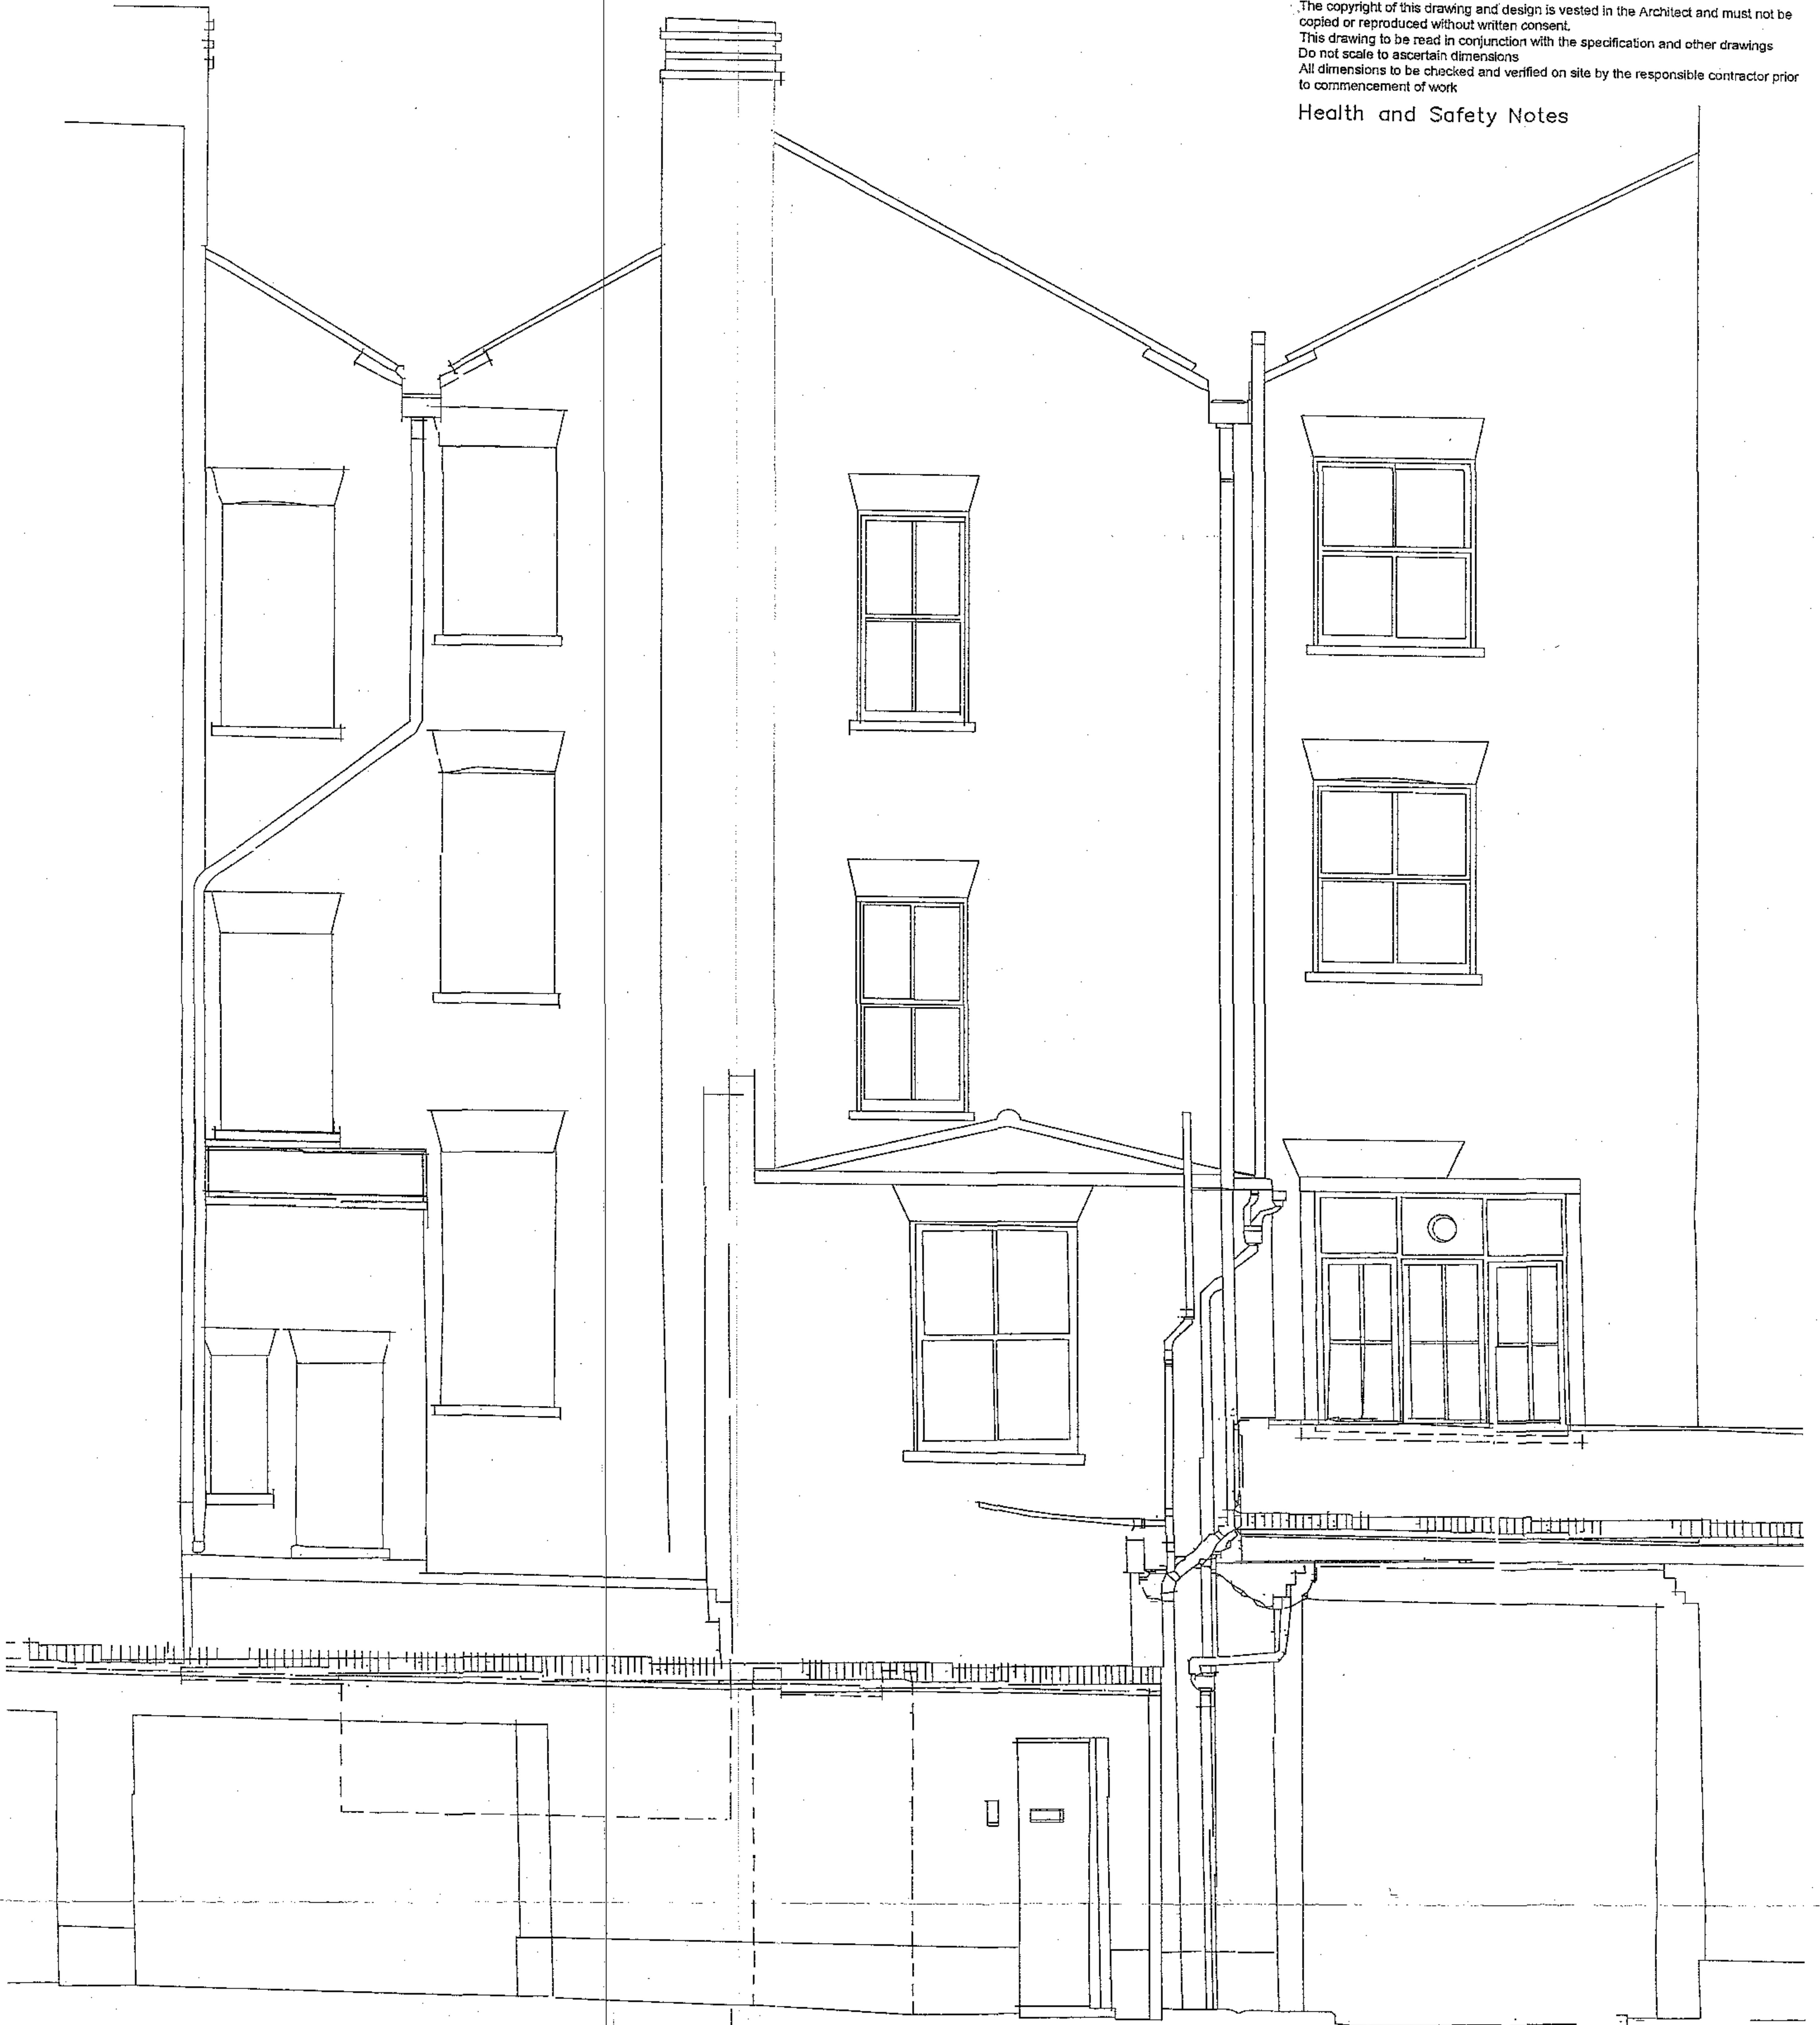 The copyright of this drawing and design is vested in the Architect and must not be
copied or reproduced without written consent.
This drawing to be read in conjunction with the specification and other drawings
Do not scale to ascertain dimensions
All dimensions to be checked and verified on site by the responsible contractor prior
to commencement of work
Health and Safety Notes